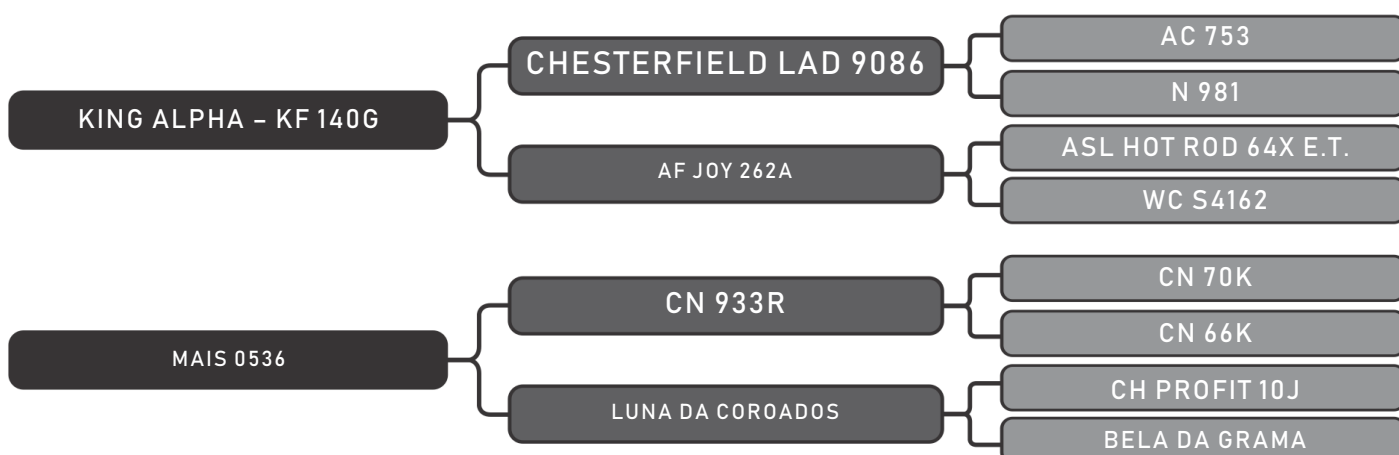 KING ALPHA – KF 140G
CHESTERFIELD LAD 9086
AC 753
N 981
AF JOY 262A
ASL HOT ROD 64X E.T.
WC S4162
MAIS 0536
CN 933R
CN 70K
CN 66K
LUNA DA COROADOS
CH PROFIT 10J
BELA DA GRAMA